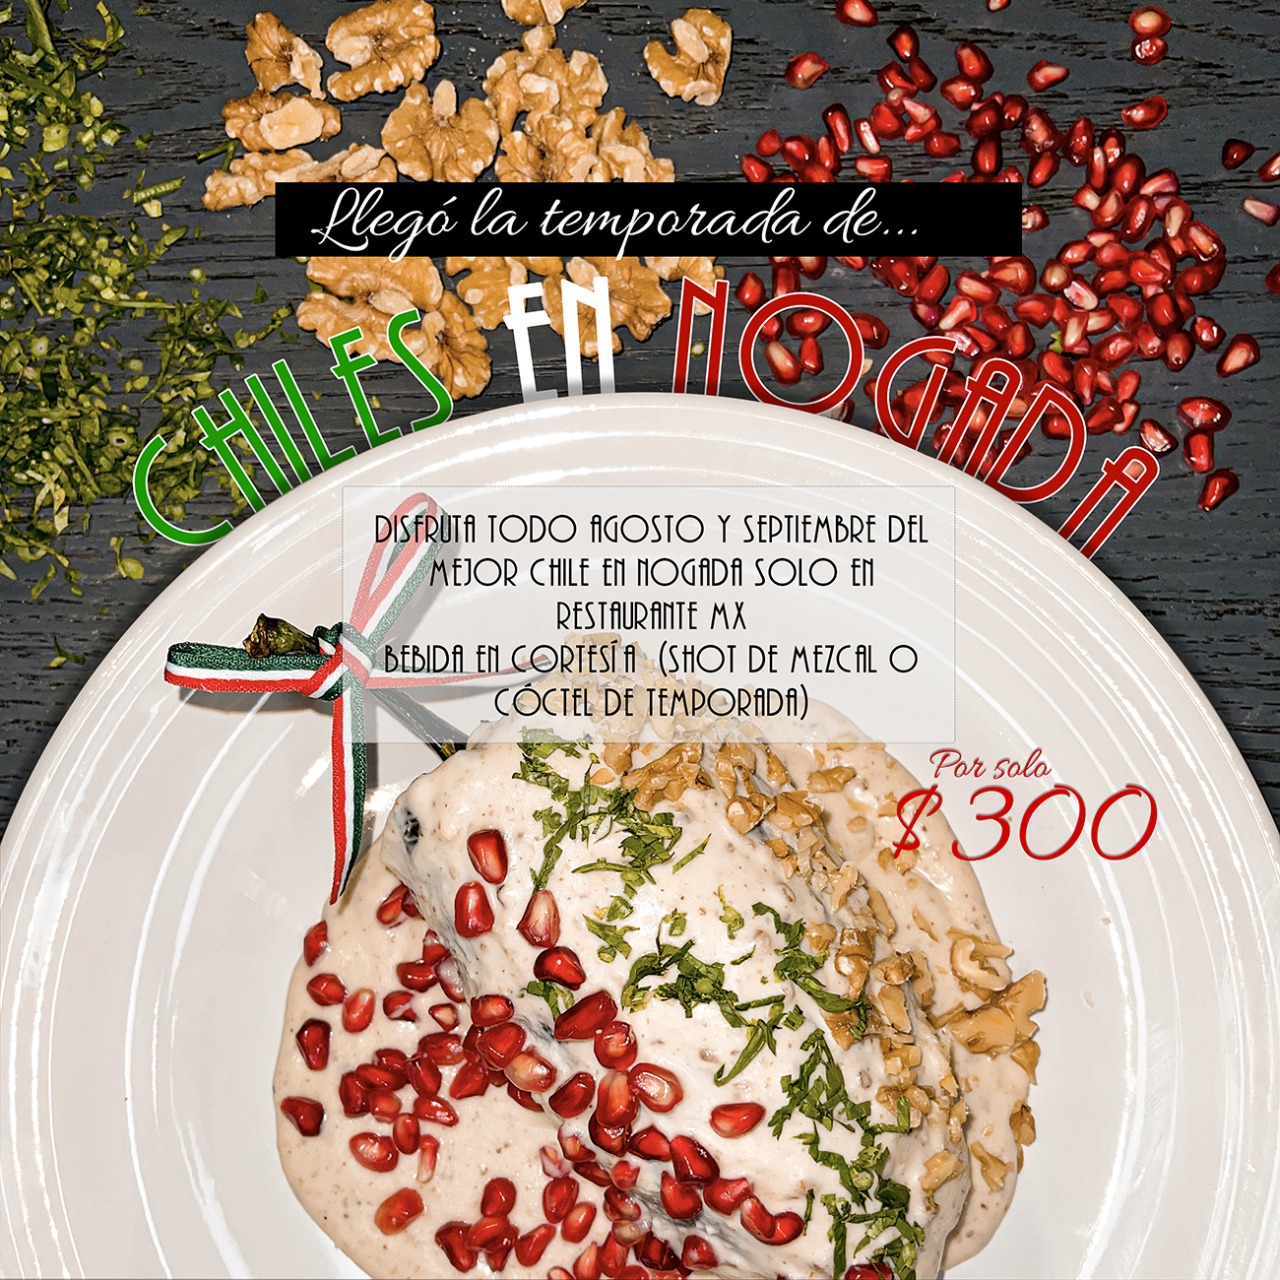 Llegó la temporada de...
CHILES EN NOGADA
DISFRUTA TODO AGOSTO Y SEPTIEMBRE DEL
MEJOR CHILE EN NOGADA SOLO EN
RESTAURANTE MX
BEBIDA EN CORTESÍA (SHOT DE MEZCAL O
CÓCTEL DE TEMPORADA)
Por solo
$300